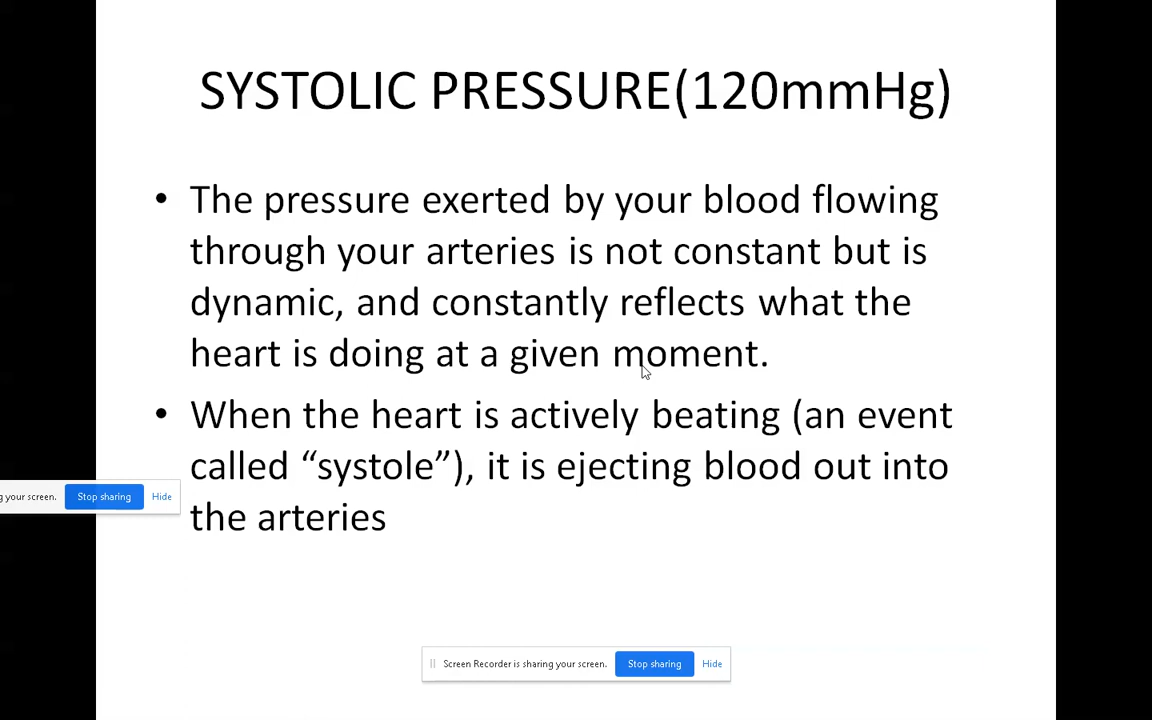 SYSTOLIC PRESSURE(120mmHg)
• The pressure exerted by your blood flowing
through your arteries is not constant but is
dynamic, and constantly reflects what the
heart is doing at a given moment.
• When the heart is actively beating (an event
called “systole”), it is ejecting blood out into
the arteries
g your screen. Stop sharing Hide
Screen Recorder is sharing your screen. Stop sharing Hide